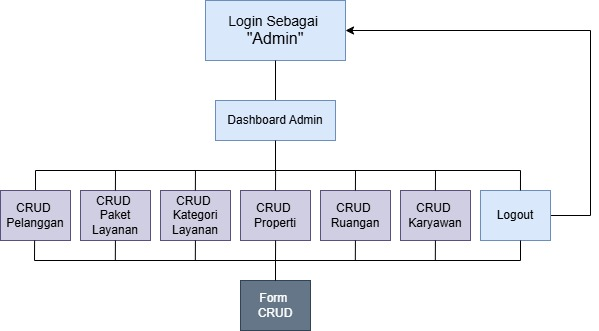 Login Sebagai
"Admin"
Dashboard Admin
CRUD
Pelanggan
CRUD
Paket
Layanan
CRUD
Kategori
Layanan
CRUD
Properti
CRUD
Ruangan
CRUD
Karyawan
Logout
Form
CRUD